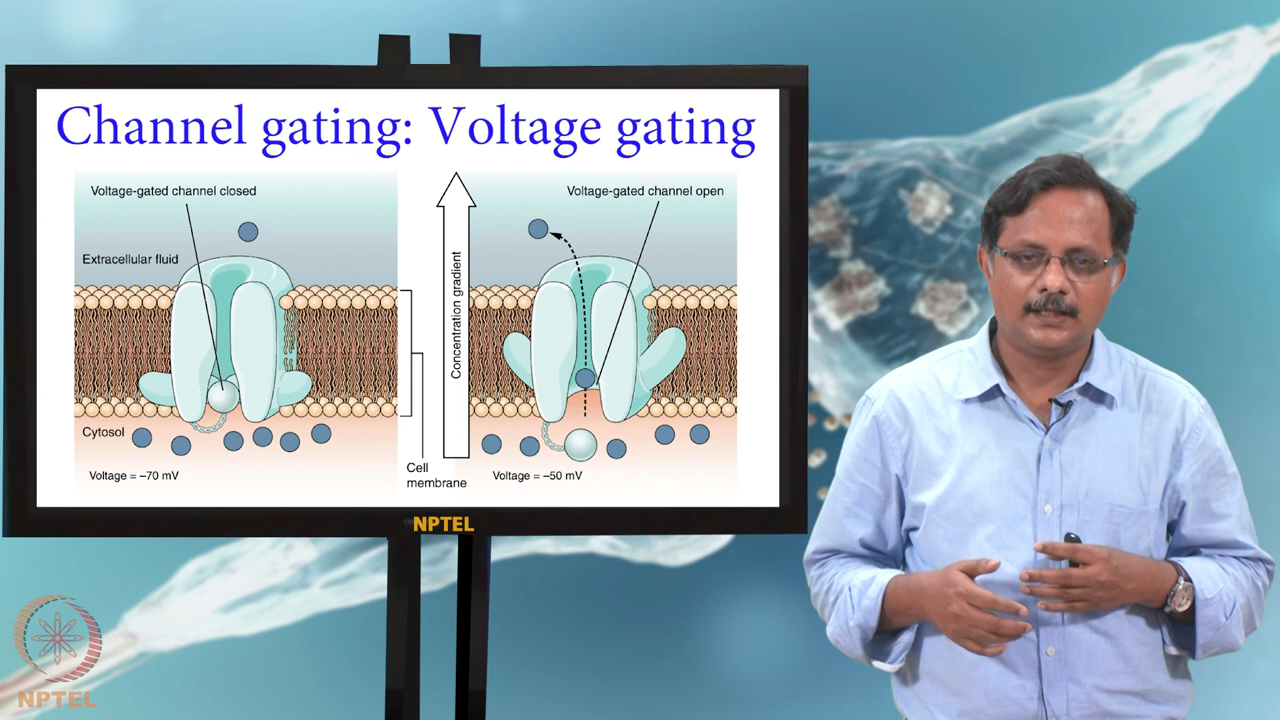 Channel gating: Voltage gating
Voltage-gated channel closed
Extracellular fluid
Cytosol
Voltage = –70 mV
Cell
membrane
Concentration gradient
Voltage-gated channel open
Voltage = –50 mV
NPTEL
NPTEL